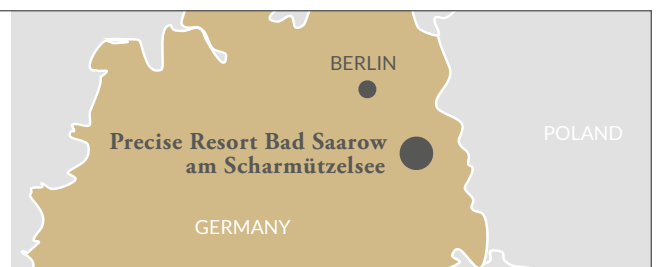 BERLIN
Precise Resort Bad Saarow
am Scharmützelsee
POLAND
GERMANY